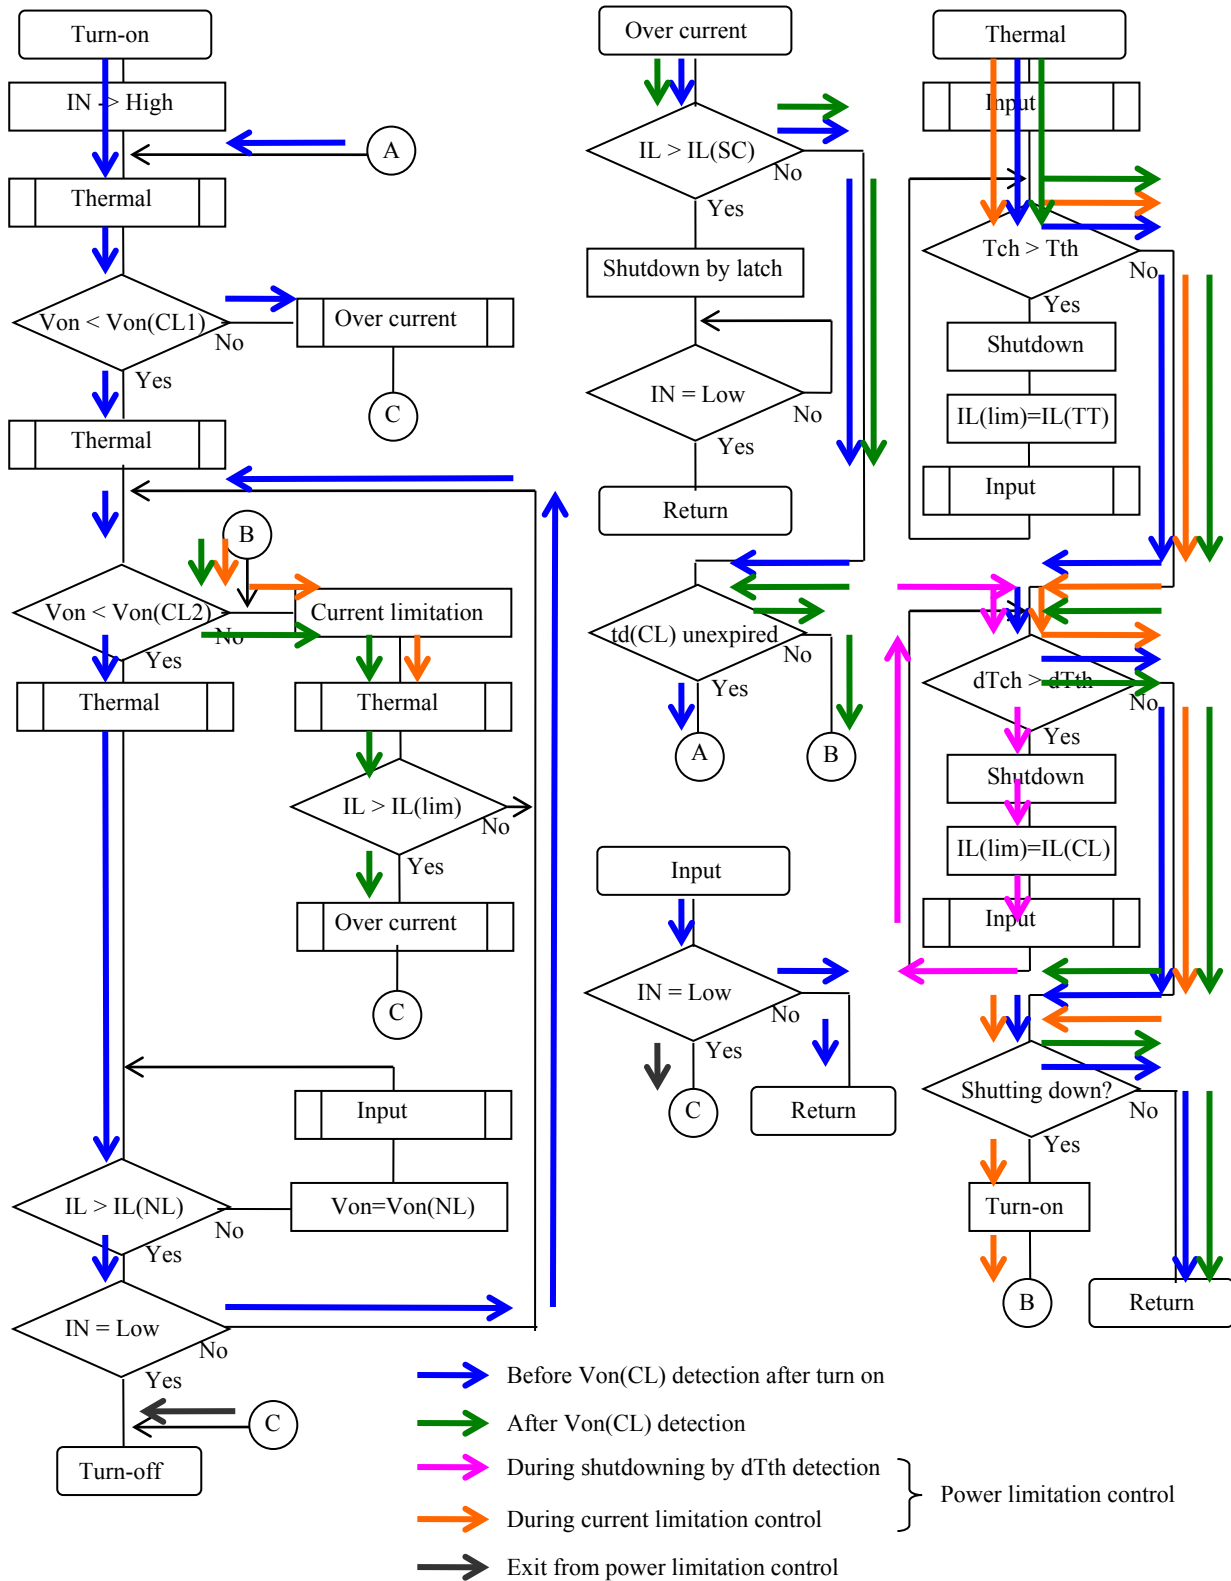 Turn-on
IN -> High
A
Thermal
Von < Von(CL1)
No
Yes
Over current
C
Thermal
B
Von < Von(CL2)
No
Yes
Current limitation
Thermal
Thermal
IL > IL(lim)
No
Yes
Over current
C
Input
IL > IL(NL)
No
Yes
Von=Von(NL)
IN = Low
No
Yes
C
Turn-off
Over current
IL > IL(SC)
No
Yes
Shutdown by latch
IN = Low
No
Yes
Return
td(CL) unexpired
No
Yes
A
B
Input
IN = Low
No
Yes
C
Return
Thermal
Input
Tch > Tth
No
Yes
Shutdown
IL(lim)=IL(TT)
Input
dTch > dTth
No
Yes
Shutdown
IL(lim)=IL(CL)
Input
Shutting down?
No
Yes
Turn-on
B
Return
Before Von(CL) detection after turn on
After Von(CL) detection
During shutdowning by dTth detection
Power limitation control
During current limitation control
Exit from power limitation control